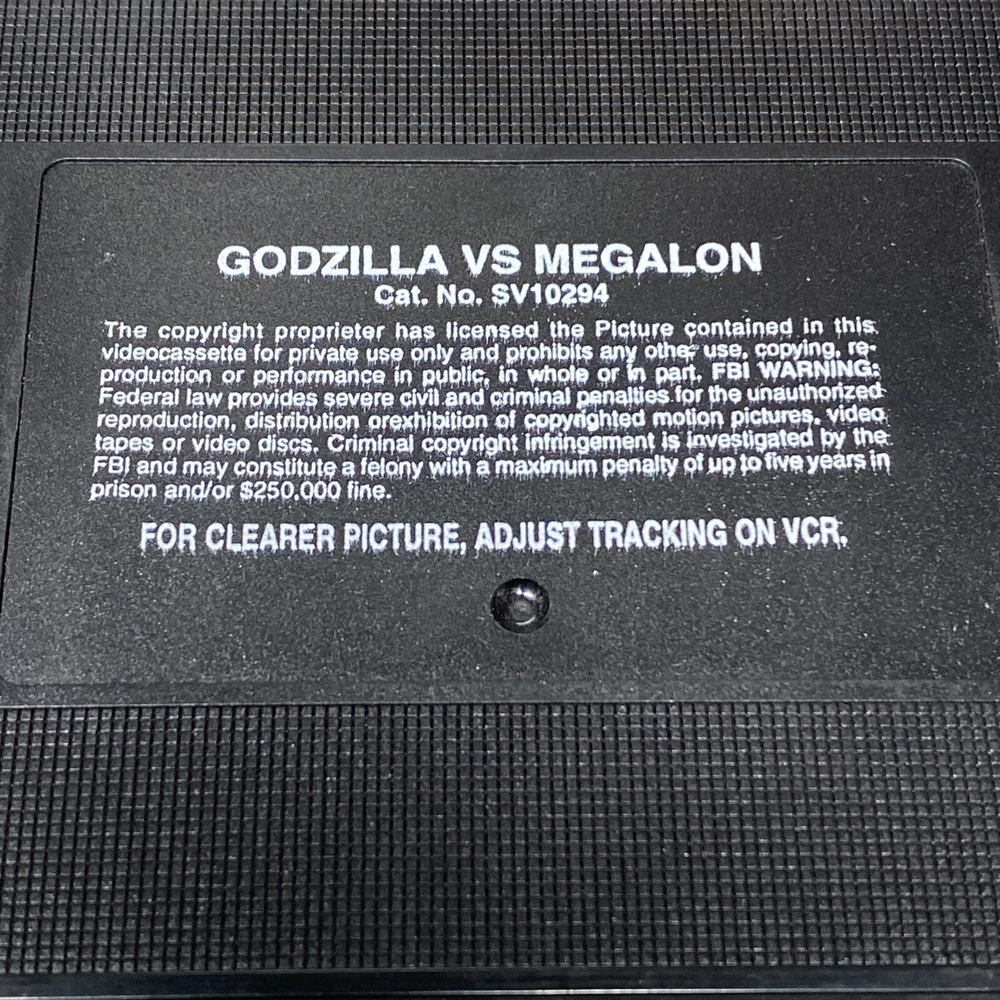 GODZILLA VS MEGALON
Cat. No. SV10294
The copyright proprieter has licensed the Picture contained in this
videocassette for private use only and prohibits any other use, copying, re-
production or performance in public, in whole or in part. FBI WARNING:
Federal law provides severe civil and criminal penalties for the unauthorized
reproduction, distribution orexhibition of copyrighted motion pictures, video
tapes or video discs. Criminal copyright infringement is investigated by the
FBI and may constitute a felony with a maximum penalty of up to five years in
prison and/or $250,000 fine.
FOR CLEARER PICTURE, ADJUST TRACKING ON VCR.